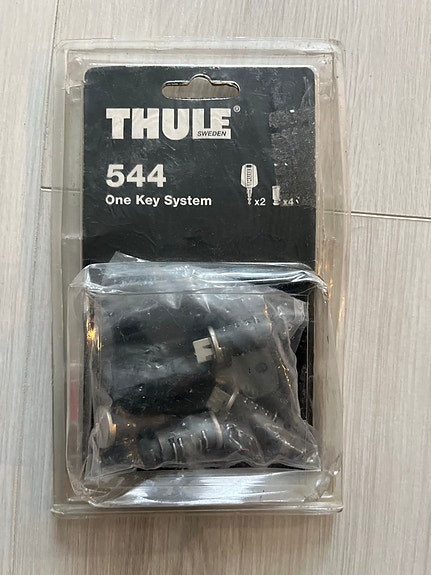 THULE®
SWEDEN
544
One Key System
x2 x4